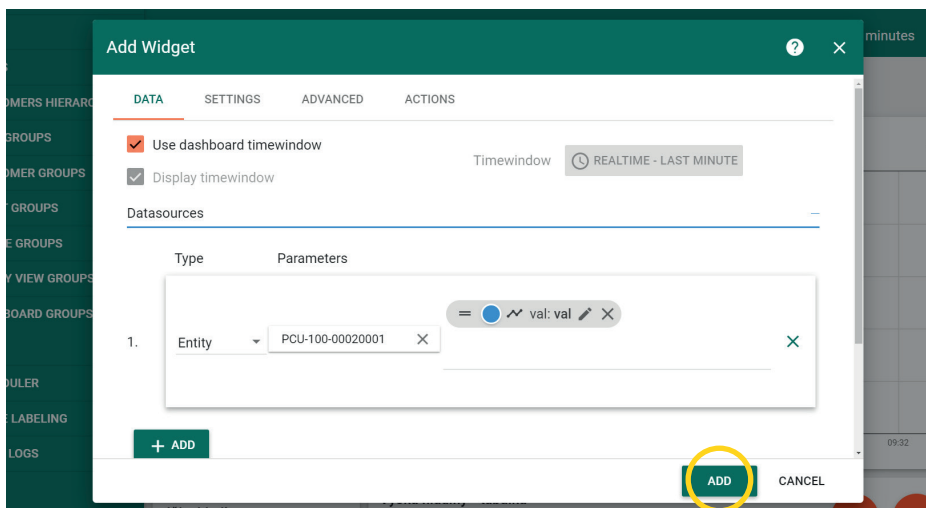 minutes
Add Widget
?
DATA SETTINGS ADVANCED ACTIONS
OMERS HIERARC
GROUPS
Use dashboard timewindow
Timewindow REALTIME - LAST MINUTE
OMER GROUPS
Display timewindow
GROUPS
Datasources
E GROUPS
Type Parameters
Y VIEW GROUPS
BOARD GROUPS
val: val
1. Entity PCU-100-00020001
DULER
LABELING
+ ADD
09:32
LOGS
ADD CANCEL